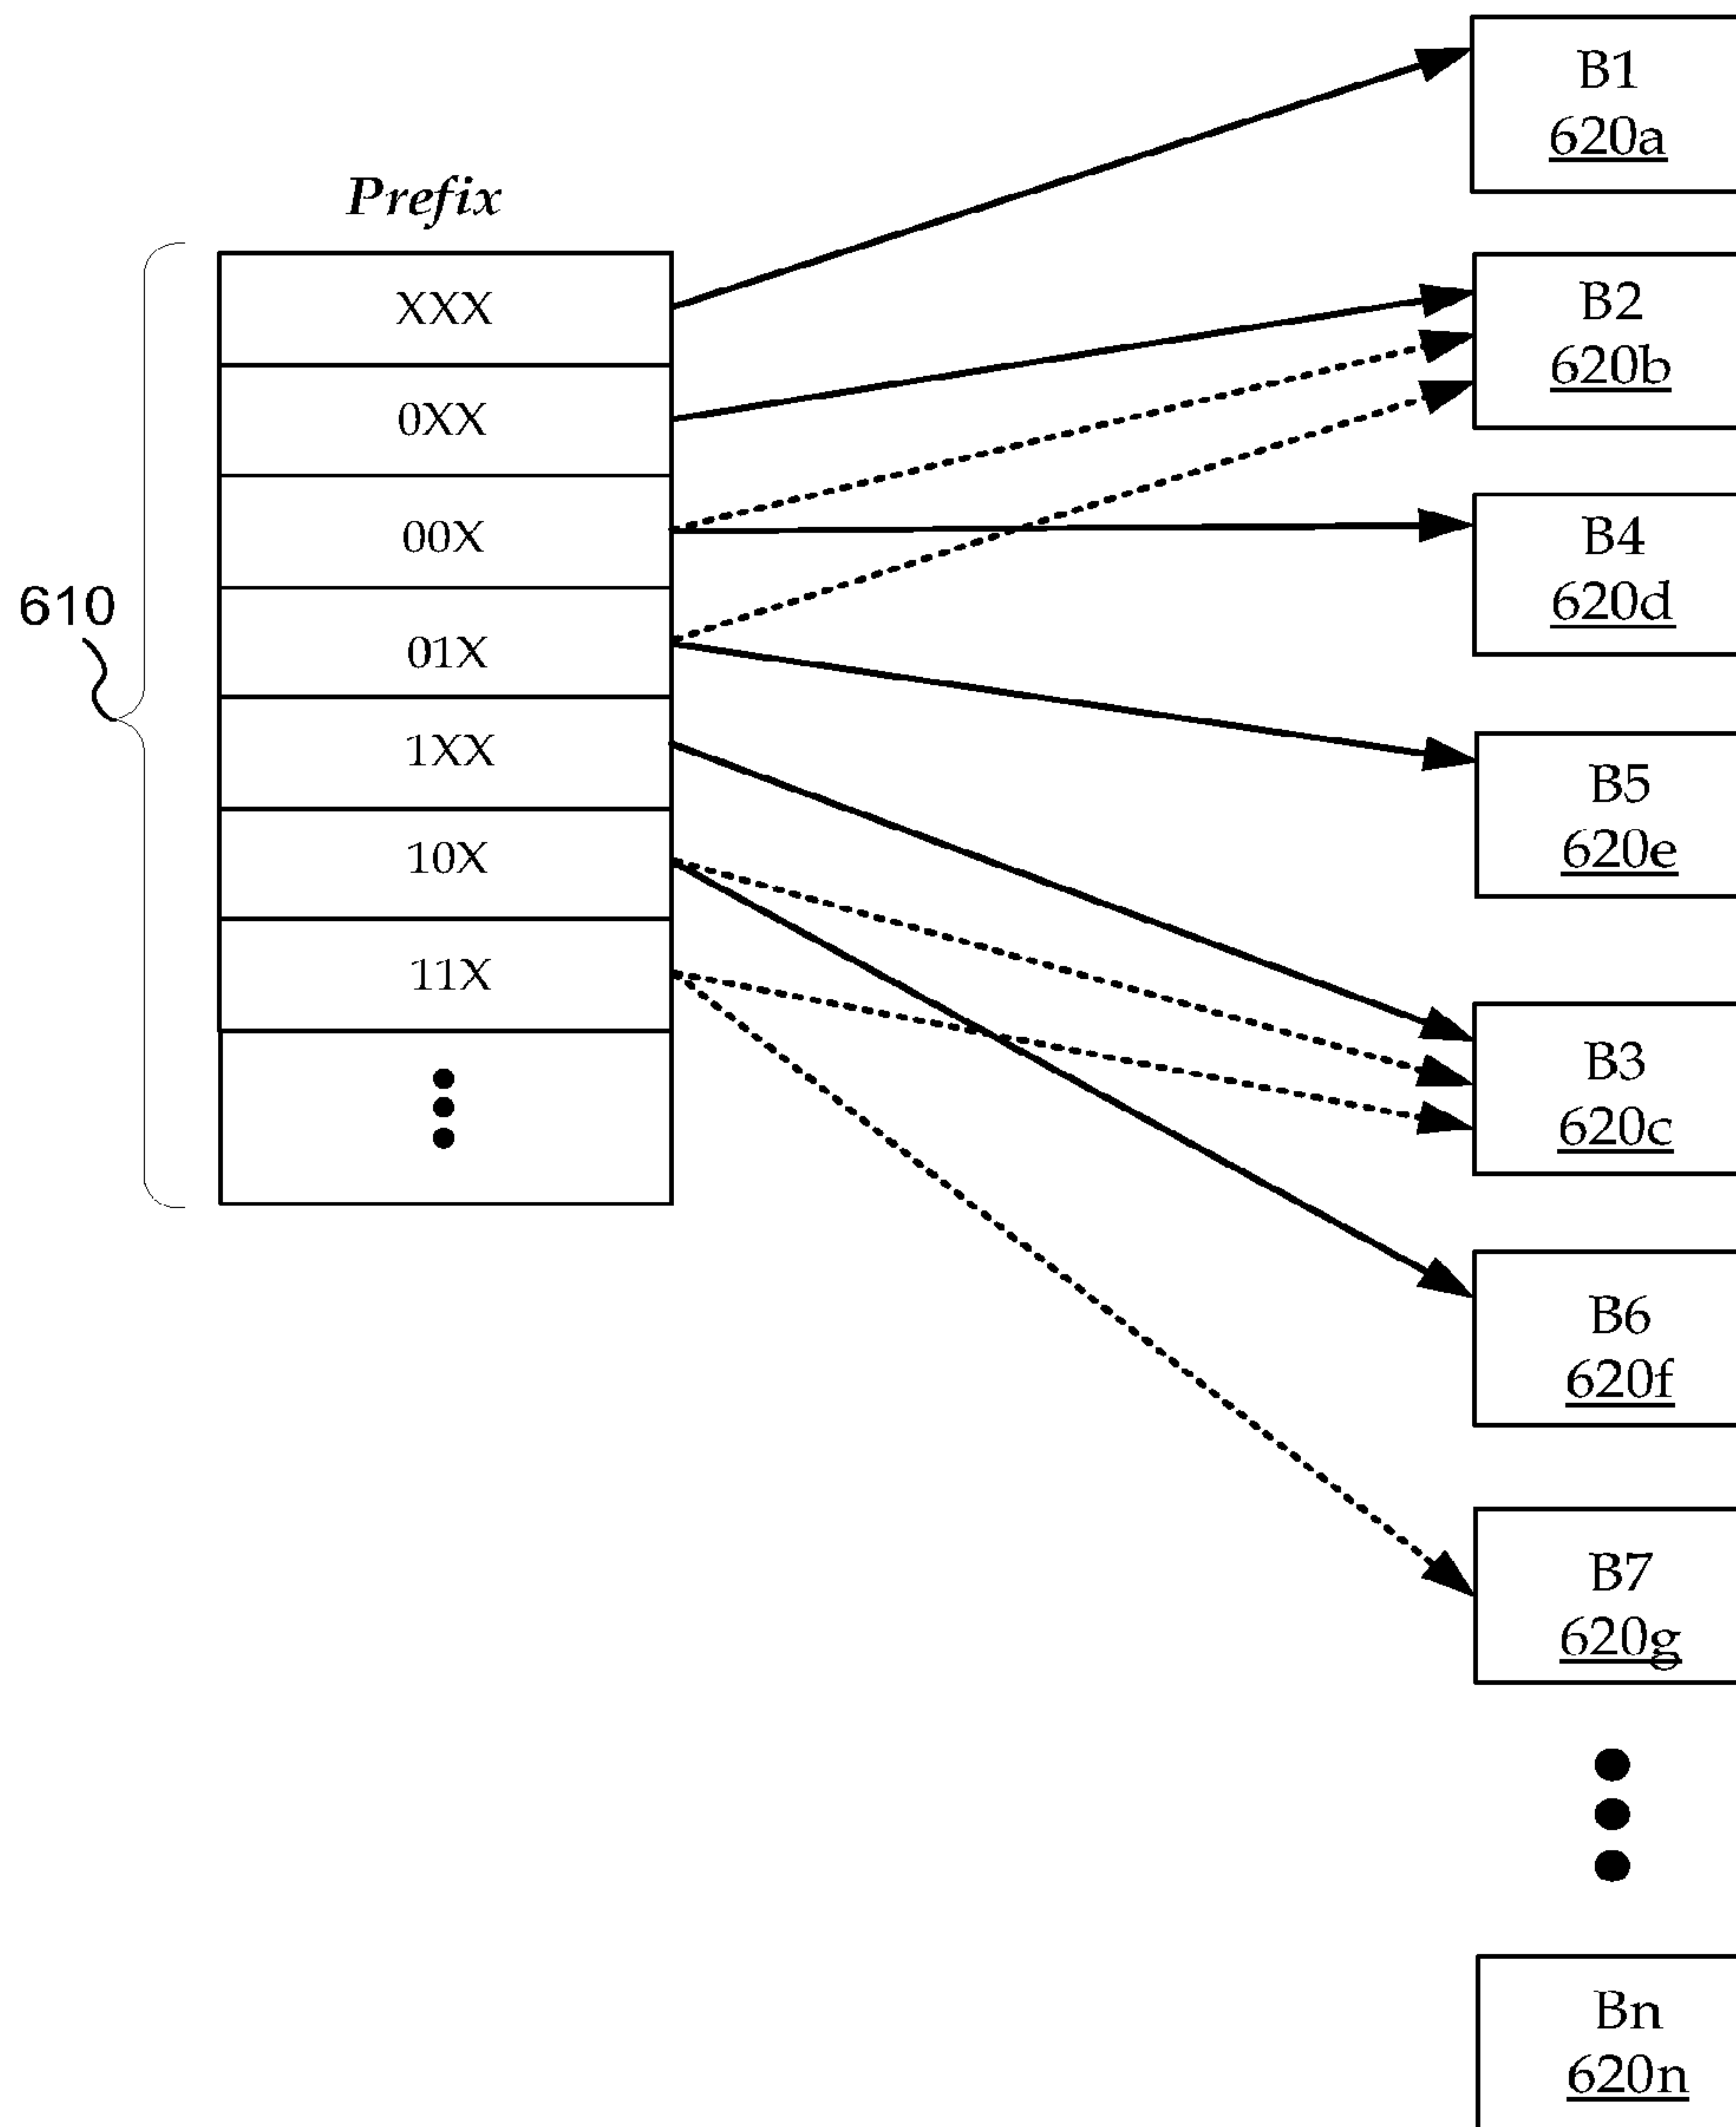 Prefix
XXX
0XX
00X
01X
1XX
10X
11X
610
B1
620a
B2
620b
B4
620d
B5
620e
B3
620c
B6
620f
B7
620g
Bn
620n